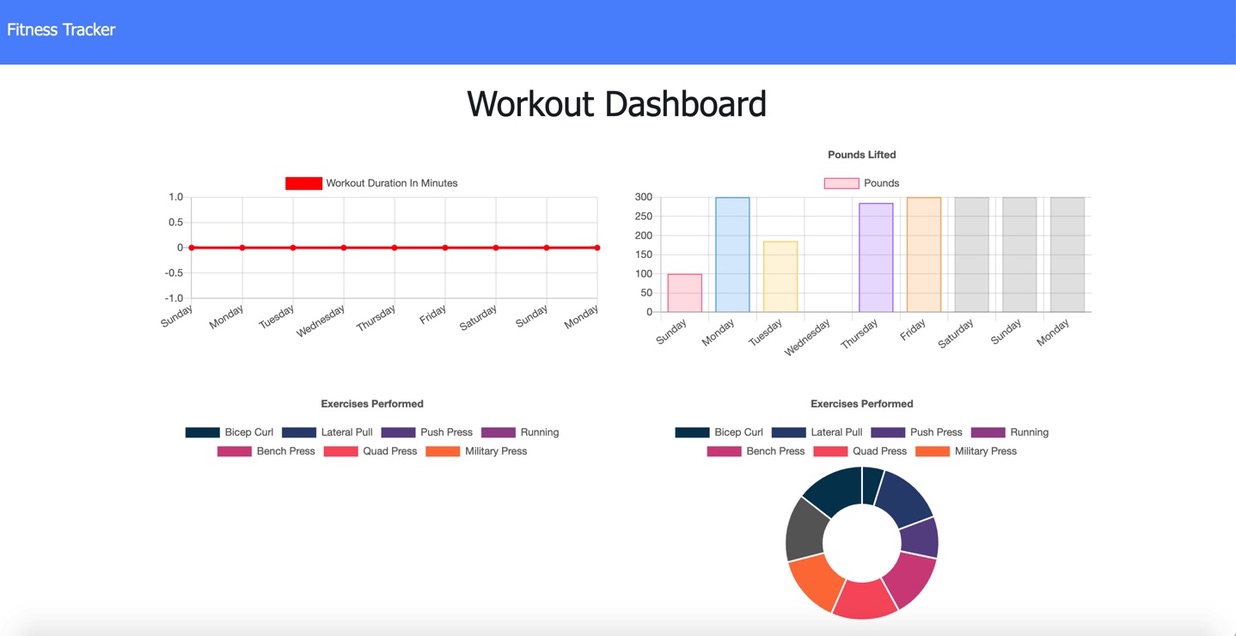 Fitness Tracker
Workout Dashboard
Workout Duration In Minutes
1.0
0.5
0
-0.5
-1.0
Sunday Monday Tuesday Wednesday Thursday Friday Saturday Sunday Monday
Pounds Lifted
Pounds
300
250
200
150
100
50
0
Sunday Monday Tuesday Wednesday Thursday Friday Saturday Sunday Monday
Exercises Performed
Bicep Curl Lateral Pull Push Press Running
Bench Press Quad Press Military Press
Exercises Performed
Bicep Curl Lateral Pull Push Press Running
Bench Press Quad Press Military Press